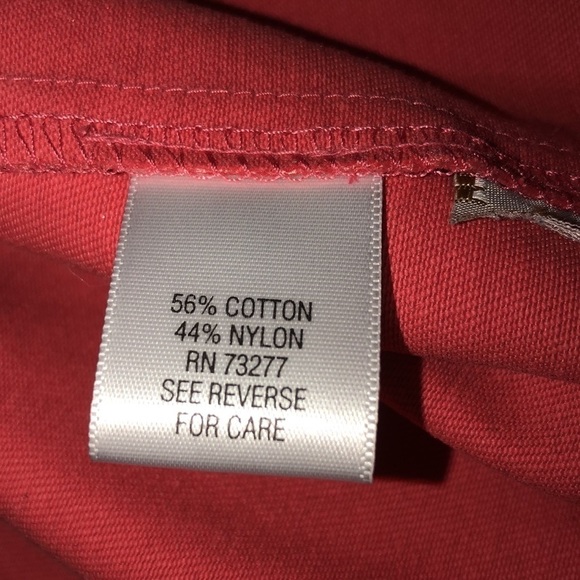 56% COTTON
44% NYLON
RN 73277
SEE REVERSE
FOR CARE